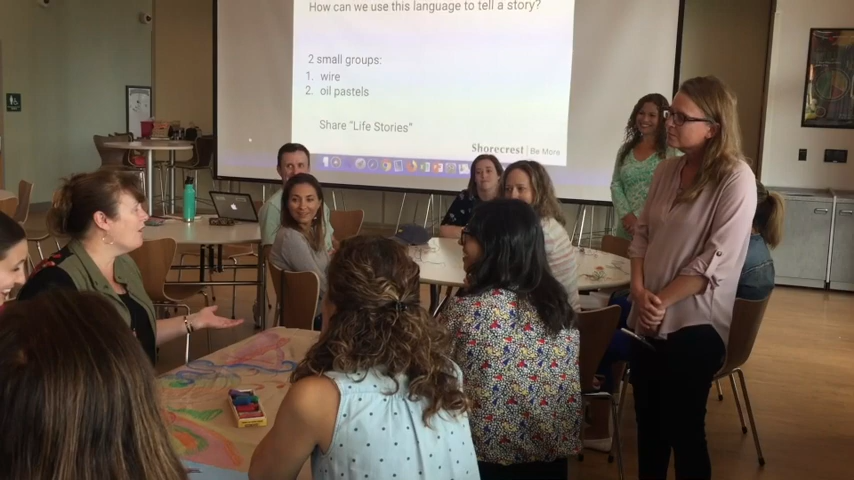 How can we use this language to tell a story?
2 small groups:
1. wire
2. oil pastels
Share "Life Stories"
Shorecrest | Be More